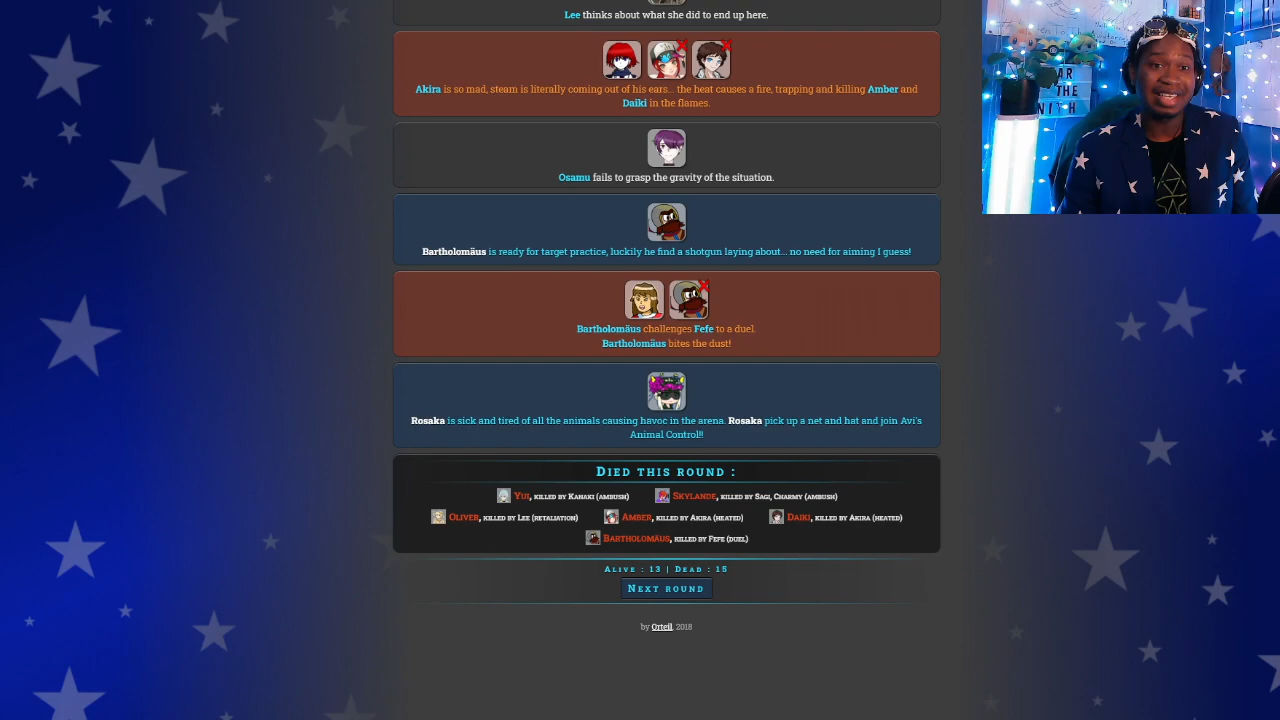 Lee thinks about what she did to end up here.
Akira is so mad, steam is literally coming out of his ears... the heat causes a fire, trapping and killing Amber and
Daiki in the flames.
Osamu fails to grasp the gravity of the situation.
Bartholomäus is ready for target practice, luckily he find a shotgun laying about... no need for aiming I guess!
Bartholomäus challenges Fefe to a duel.
Bartholomäus bites the dust!
Rosaka is sick and tired of all the animals causing havoc in the arena. Rosaka pick up a net and hat and join Avi's
Animal Control!!
Died this round :
Yui, killed by Kanaki (ambush) Skylande, killed by Sagi, Charmy (ambush)
Oliver, killed by Lee (retaliation) Amber, killed by Akira (heated) Daiki, killed by Akira (heated)
Bartholomäus, killed by Fefe (duel)
Alive : 13 | Dead : 15
Next round
by Orteil, 2018
AR
THE
NITH